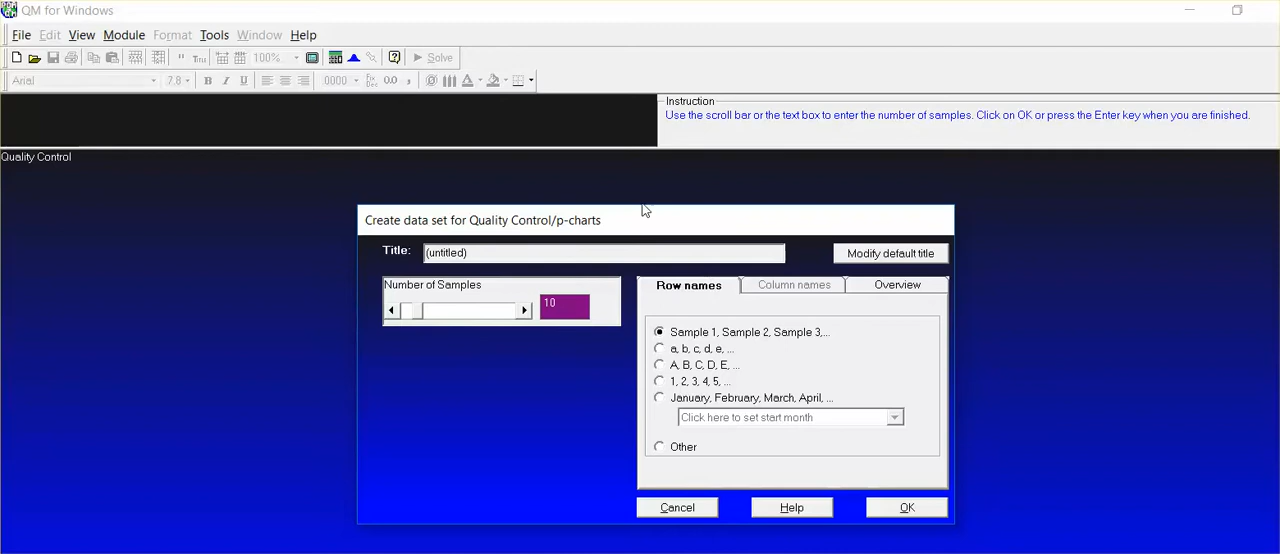 QM for Windows
File Edit View Module Format Tools Window Help
100% Solve
Arial 7.8 B I U 0000 0.0 ,
Instruction
Use the scroll bar or the text box to enter the number of samples. Click on OK or press the Enter key when you are finished.
Quality Control
Create data set for Quality Control/p-charts
Title: (untitled) Modify default title
Number of Samples
10
Row names Column names Overview
Sample 1, Sample 2, Sample 3,...
a, b, c, d, e, ...
A, B, C, D, E, ...
1, 2, 3, 4, 5, ...
January, February, March, April, ...
Click here to set start month
Other
Cancel Help OK